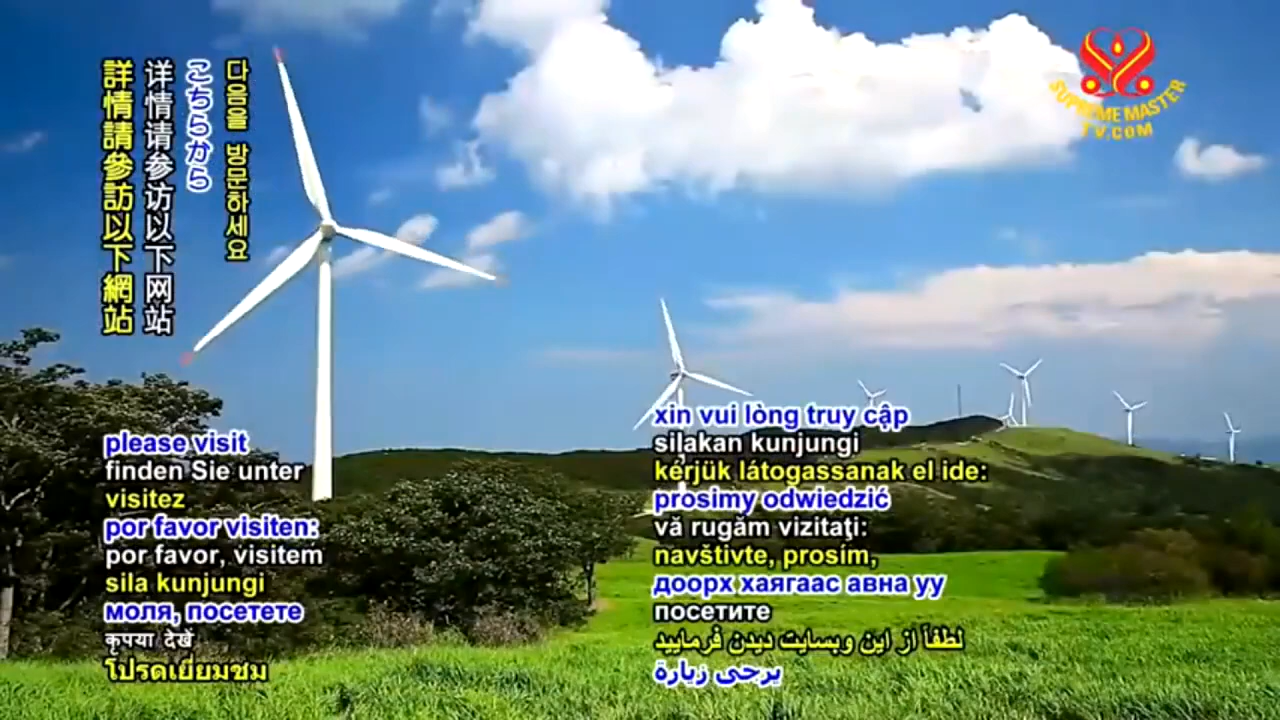 詳情請參訪以下網站
详情请参访以下网站
こちらから
다음을 방문하세요
SUPREME MASTER
TV.COM
please visit
finden Sie unter
visitez
por favor visiten:
por favor, visitem
sila kunjungi
моля, посетете
कृपया देखें
โปรดเยี่ยมชม
xin vui lòng truy cập
silakan kunjungi
kérjük látogassanak el ide:
prosimy odwiedzić
vă rugăm vizitaţi:
navštivte, prosím,
доорх хаягаас авна уу
посетите
لطفاً از این وبسایت دیدن فرمایید
يرجى زيارة